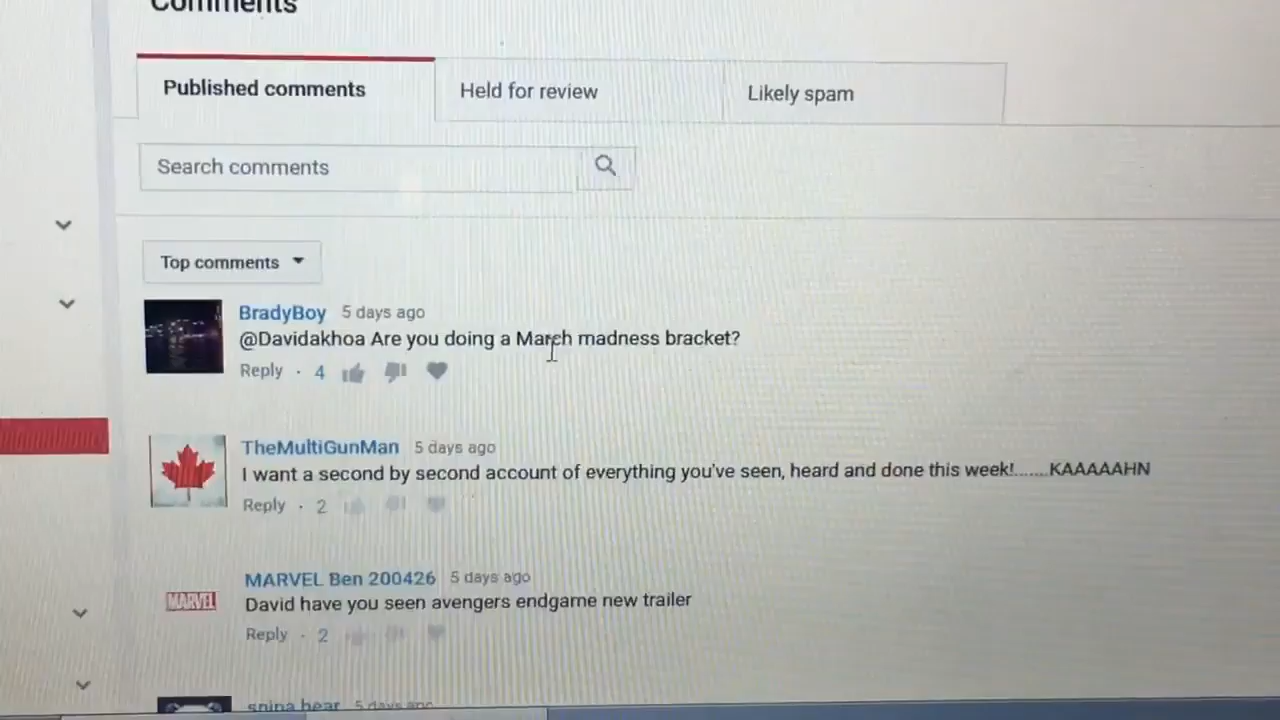 Comments
Published comments
Held for review
Likely spam
Search comments
Top comments
BradyBoy 5 days ago
@Davidakhoa Are you doing a March madness bracket?
Reply · 4
TheMultiGunMan 5 days ago
I want a second by second account of everything you've seen, heard and done this week!.......KAAAAAHN
Reply · 2
MARVEL
MARVEL Ben 200426 5 days ago
David have you seen avengers endgame new trailer
Reply · 2
5 days ago